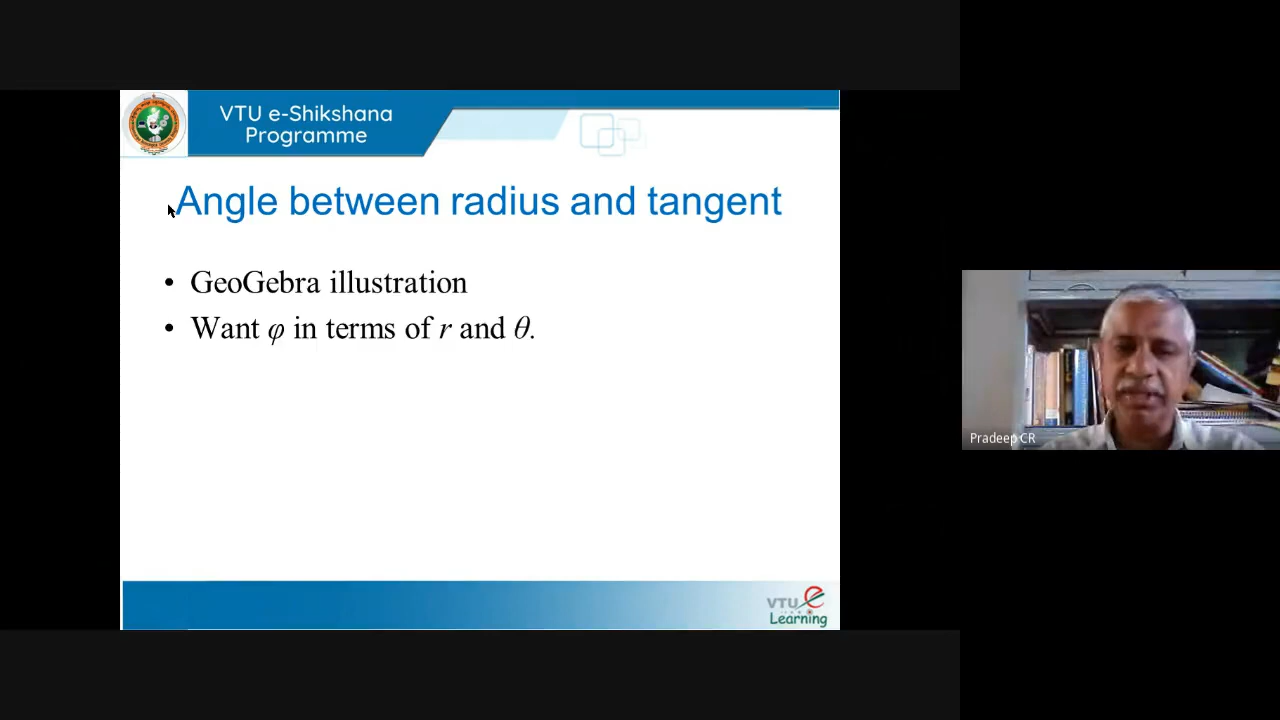 VTU e-Shikshana
Programme
Angle between radius and tangent
• GeoGebra illustration
• Want φ in terms of r and θ.
Pradeep CR
VTU e
Learning